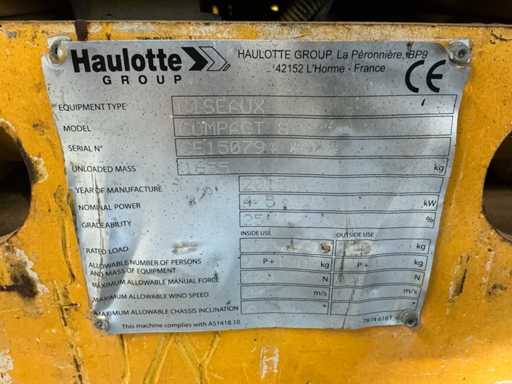 Haulotte
GROUP
HAULOTTE GROUP, La Péronnière, BP9
42152 L'Horme - France
CE
EQUIPMENT TYPE CISEAUX
MODEL COMPACT
SERIAL N° CE15079
UNLOADED MASS kg
YEAR OF MANUFACTURE
NOMINAL POWER kW
GRADEABILITY %
INSIDE USE OUTSIDE USE
RATED LOAD kg kg
ALLOWABLE NUMBER OF PERSONS
AND MASS OF EQUIPMENT P+ kg P+ kg
MAXIMUM ALLOWABLE MANUAL FORCE N N
MAXIMUM ALLOWABLE WIND SPEED m/s m/s
MAXIMUM ALLOWABLE CHASSIS INCLINATION ° °
This machine complies with AS1418.10